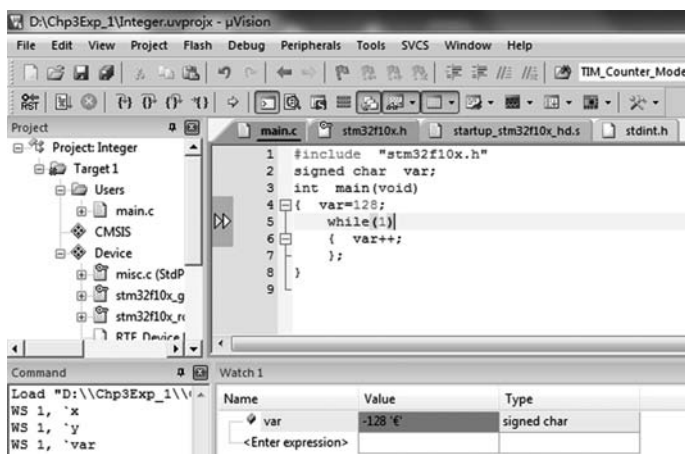 D:\Chp3Exp_1\Integer.uvprojx - µVision
File Edit View Project Flash Debug Peripherals Tools SVCS Window Help
TIM_Counter_Mode
RST
Project
main.c stm32f10x.h startup_stm32f10x_hd.s stdint.h
Project: Integer
Target 1
Users
main.c
CMSIS
Device
misc.c (StdP
stm32f10x_g
stm32f10x_rc
RTE_Device
1 #include "stm32f10x.h"
2 signed char var;
3 int main(void)
4 { var=128;
5 while(1)
6 { var++;
7 };
8 }
9
Command
Load "D:\\Chp3Exp_1\\
WS 1, `x
WS 1, `y
WS 1, `var
Watch 1
Name Value Type
var -128 '€' signed char
<Enter expression>